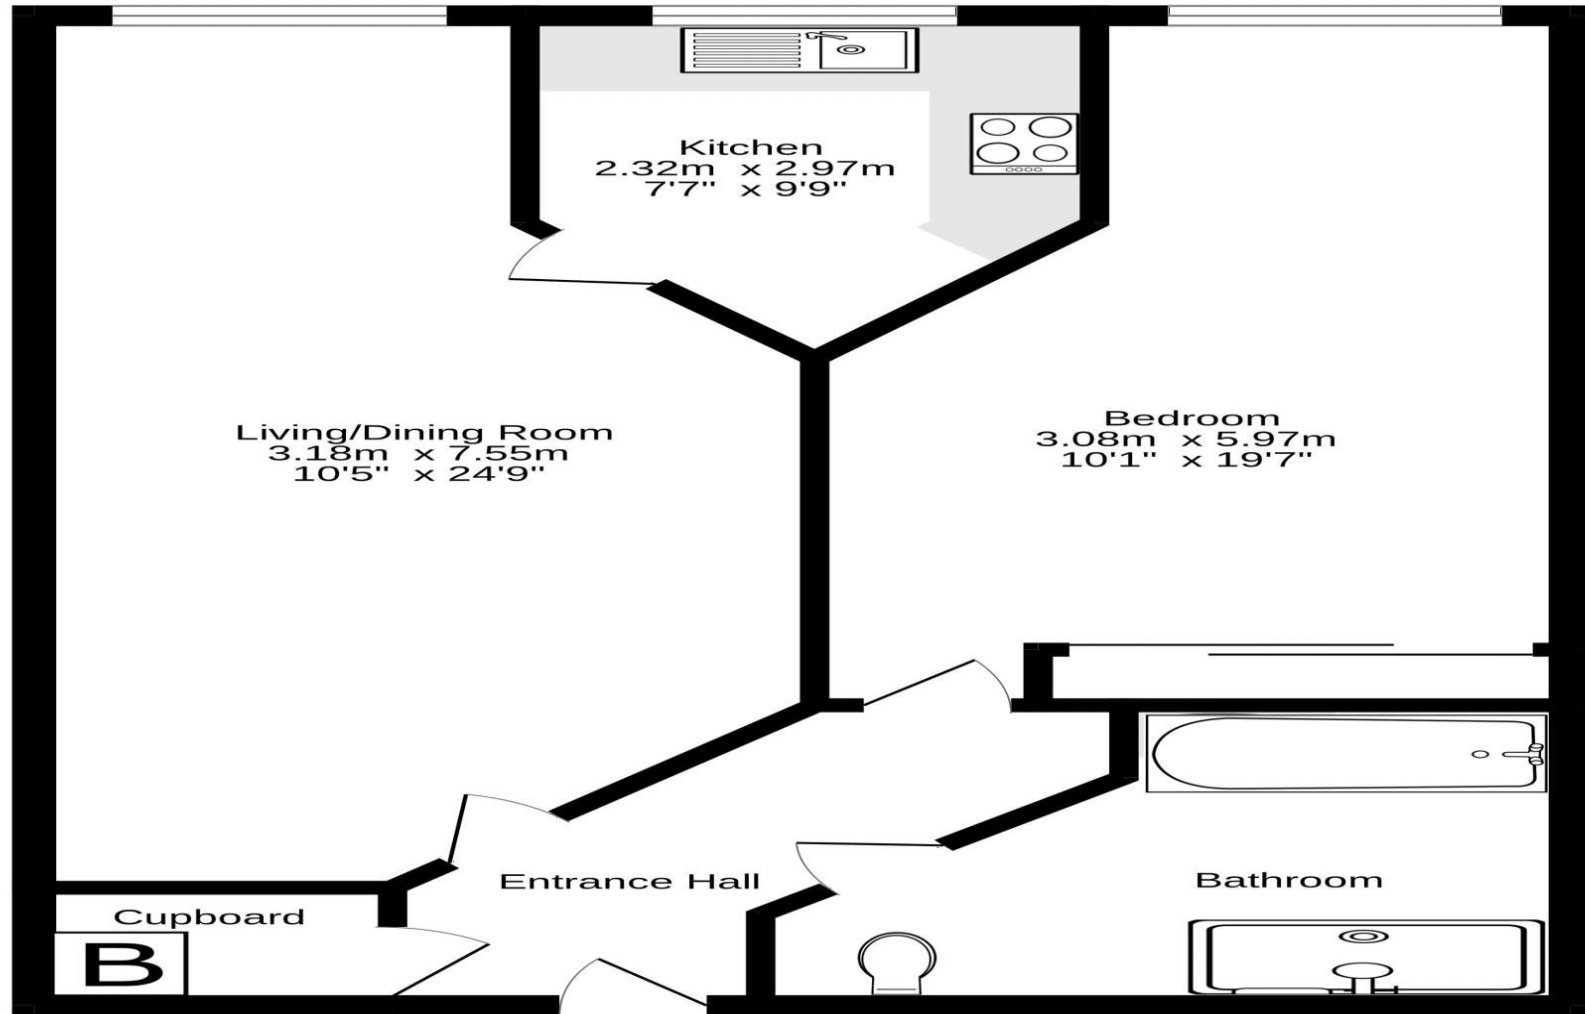 Kitchen
2.32m x 2.97m
7'7" x 9'9"
Living/Dining Room
3.18m x 7.55m
10'5" x 24'9"
Bedroom
3.08m x 5.97m
10'1" x 19'7"
Entrance Hall
Bathroom
Cupboard
B